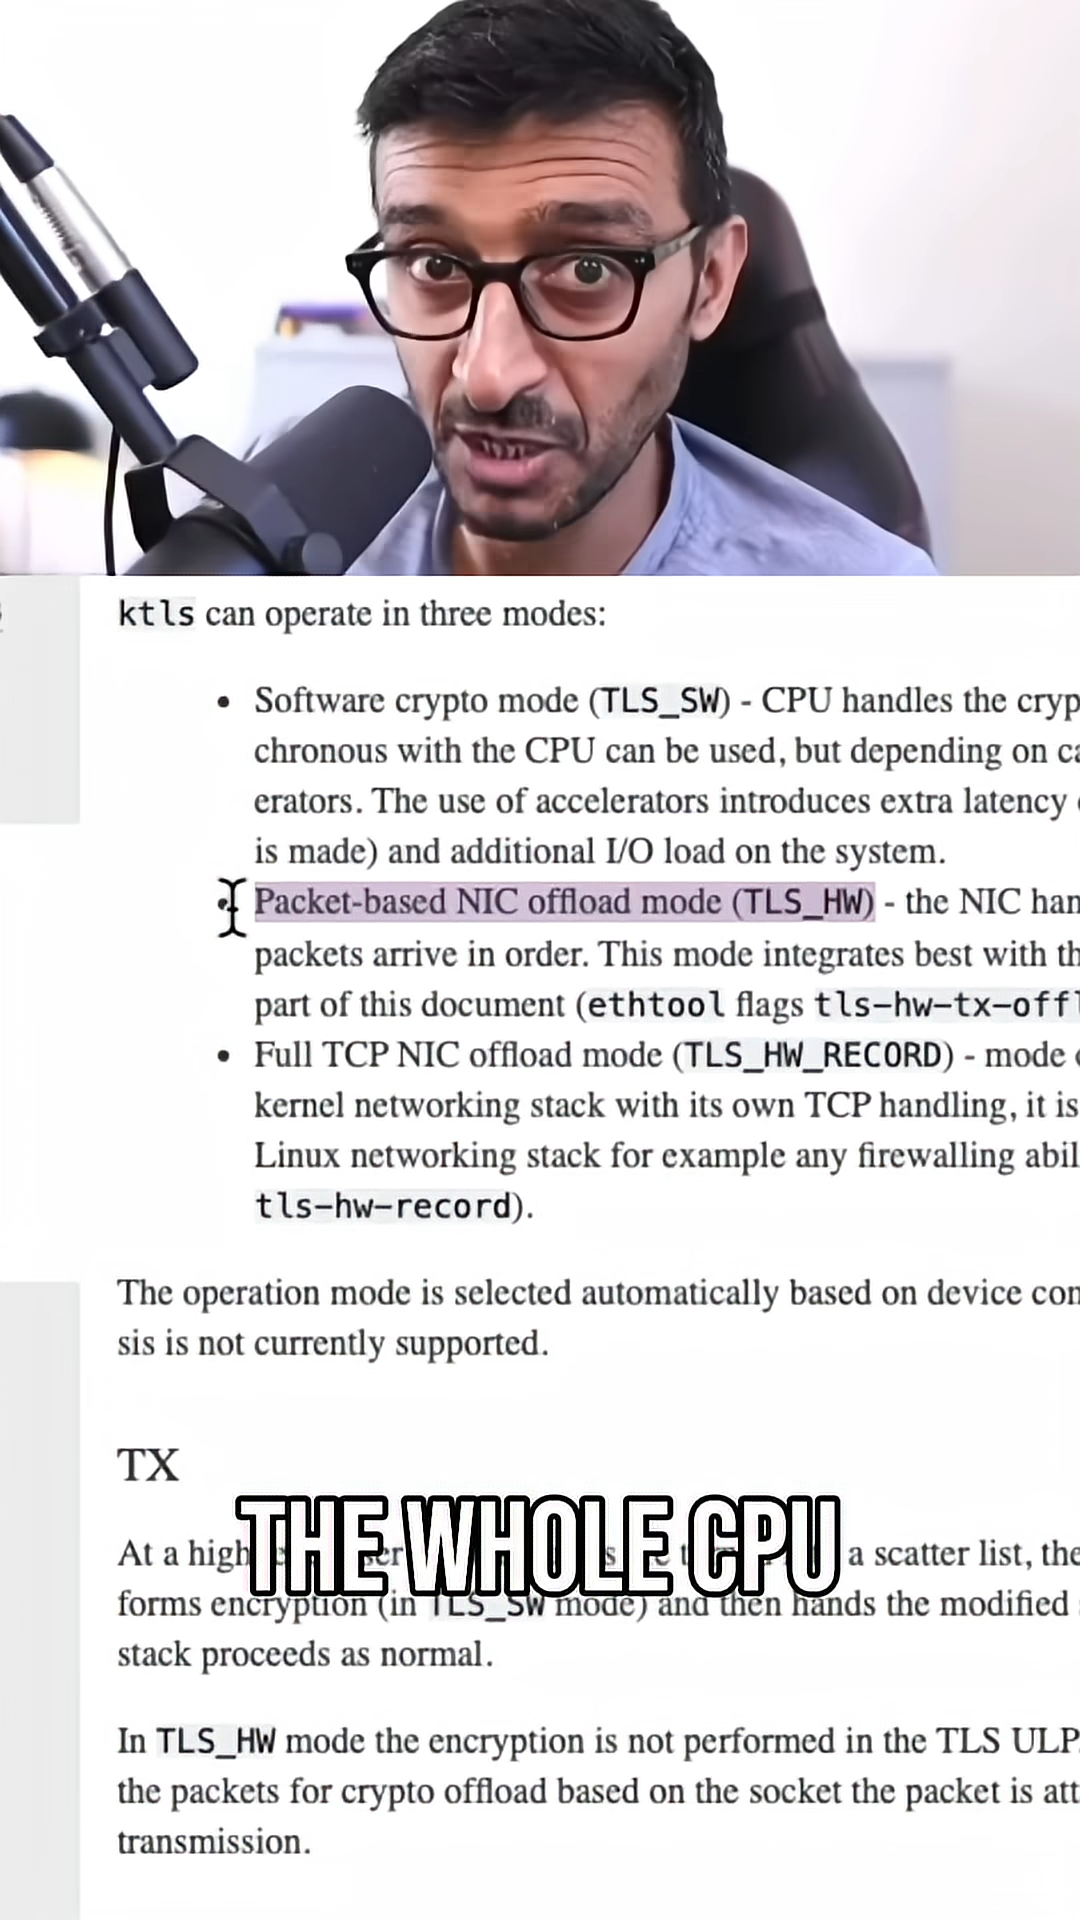 ktls can operate in three modes:
• Software crypto mode (TLS_SW) - CPU handles the cryp
chronous with the CPU can be used, but depending on ca
erators. The use of accelerators introduces extra latency
is made) and additional I/O load on the system.
• Packet-based NIC offload mode (TLS_HW) - the NIC han
packets arrive in order. This mode integrates best with th
part of this document (ethtool flags tls-hw-tx-offl
• Full TCP NIC offload mode (TLS_HW_RECORD) - mode
kernel networking stack with its own TCP handling, it is
Linux networking stack for example any firewalling abil
tls-hw-record).
The operation mode is selected automatically based on device con
sis is not currently supported.
TX
THE WHOLE CPU
At a high a scatter list, the
forms encryption (in TLS_SW mode) and then hands the modified
stack proceeds as normal.
In TLS_HW mode the encryption is not performed in the TLS ULP
the packets for crypto offload based on the socket the packet is att
transmission.